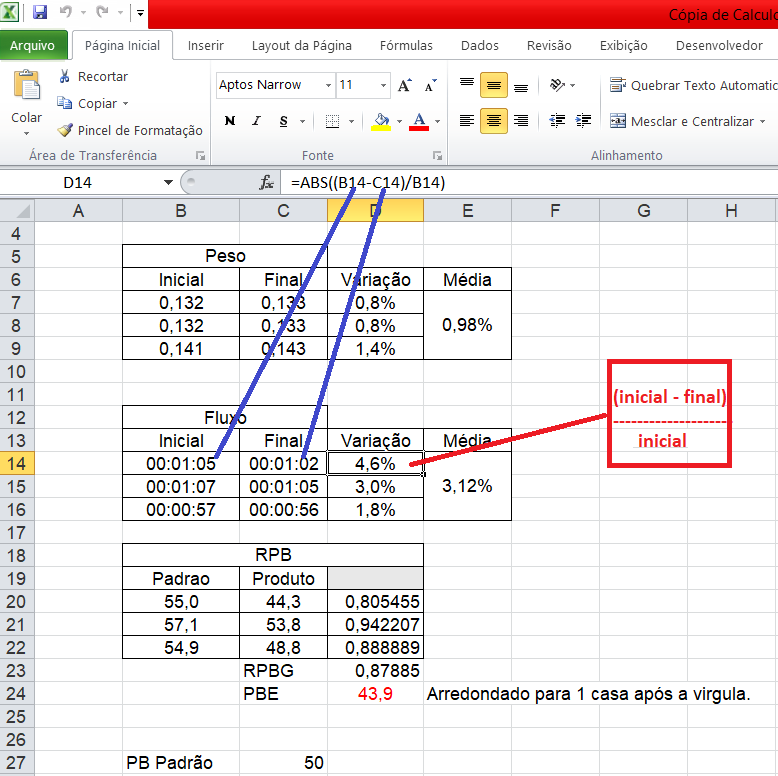 Cópia de Calculo
Arquivo Página Inicial Inserir Layout da Página Fórmulas Dados Revisão Exibição Desenvolvedor
Colar
Recortar
Copiar
Pincel de Formatação
Área de Transferência
Aptos Narrow 11 A A
N I S A
Fonte
Quebrar Texto Automatic
Mesclar e Centralizar
Alinhamento
D14 fx =ABS((B14-C14)/B14)
A B C D E F G H
4
5 Peso
6 Inicial Final Variação Média
7 0,132 0,133 0,8%
8 0,132 0,133 0,8% 0,98%
9 0,141 0,143 1,4%
10
11
12 Fluxo
13 Inicial Final Variação Média
14 00:01:05 00:01:02 4,6%
15 00:01:07 00:01:05 3,0% 3,12%
16 00:00:57 00:00:56 1,8%
(inicial - final)
----------------------
inicial
17
18 RPB
19 Padrao Produto
20 55,0 44,3 0,805455
21 57,1 53,8 0,942207
22 54,9 48,8 0,888889
23 RPBG 0,87885
24 PBE 43,9 Arredondado para 1 casa após a virgula.
25
26
27 PB Padrão 50